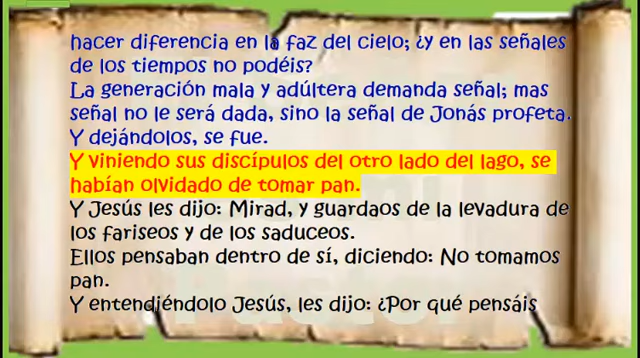 hacer diferencia en la faz del cielo; ¿y en las señales
de los tiempos no podéis?
La generación mala y adúltera demanda señal; mas
señal no le será dada, sino la señal de Jonás profeta.
Y dejándolos, se fue.
Y viniendo sus discípulos del otro lado del lago, se
habían olvidado de tomar pan.
Y Jesús les dijo: Mirad, y guardaos de la levadura de
los fariseos y de los saduceos.
Ellos pensaban dentro de sí, diciendo: No tomamos
pan.
Y entendiéndolo Jesús, les dijo: ¿Por qué pensáis